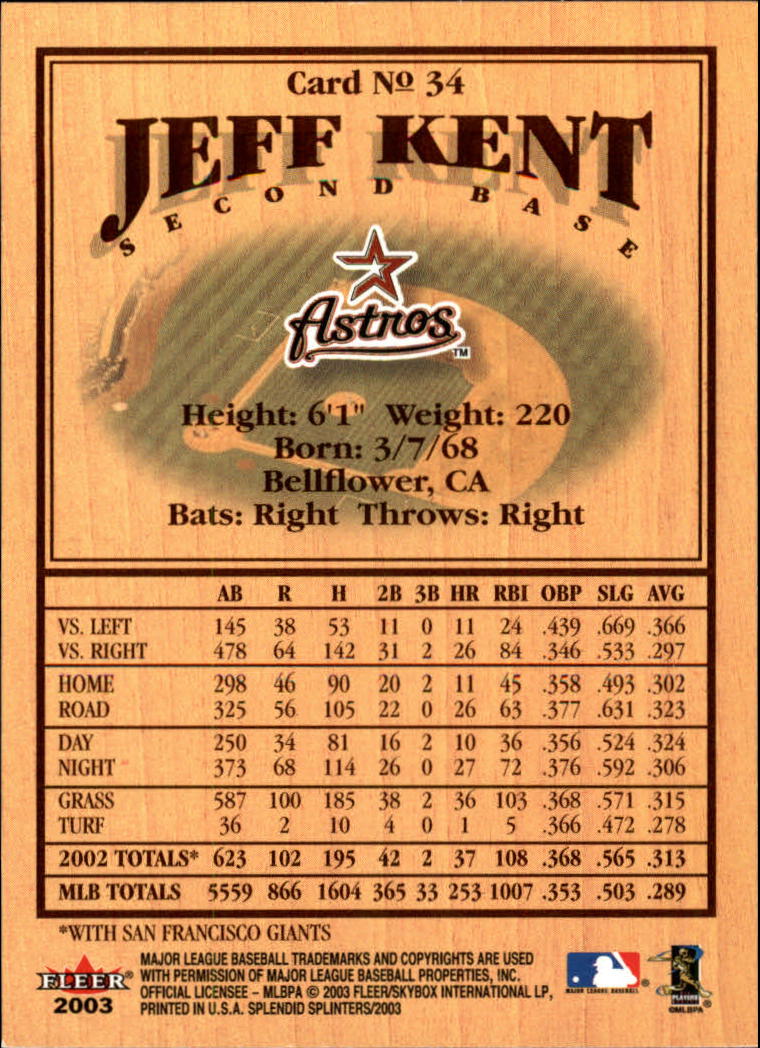 Card Nº 34
JEFF KENT
SECOND BASE
Astros
TM
Height: 6'1" Weight: 220
Born: 3/7/68
Bellflower, CA
Bats: Right Throws: Right
AB R H 2B 3B HR RBI OBP SLG AVG
VS. LEFT 145 38 53 11 0 11 24 .439 .669 .366
VS. RIGHT 478 64 142 31 2 26 84 .346 .533 .297
HOME 298 46 90 20 2 11 45 .358 .493 .302
ROAD 325 56 105 22 0 26 63 .377 .631 .323
DAY 250 34 81 16 2 10 36 .356 .524 .324
NIGHT 373 68 114 26 0 27 72 .376 .592 .306
GRASS 587 100 185 38 2 36 103 .368 .571 .315
TURF 36 2 10 4 0 1 5 .366 .472 .278
2002 TOTALS* 623 102 195 42 2 37 108 .368 .565 .313
MLB TOTALS 5559 866 1604 365 33 253 1007 .353 .503 .289
*WITH SAN FRANCISCO GIANTS
FLEER®
2003
MAJOR LEAGUE BASEBALL TRADEMARKS AND COPYRIGHTS ARE USED
WITH PERMISSION OF MAJOR LEAGUE BASEBALL PROPERTIES, INC.
OFFICIAL LICENSEE – MLBPA © 2003 FLEER/SKYBOX INTERNATIONAL LP,
PRINTED IN U.S.A. SPLENDID SPLINTERS/2003
MAJOR LEAGUE BASEBALL ®
PLAYERS
©MLBPA